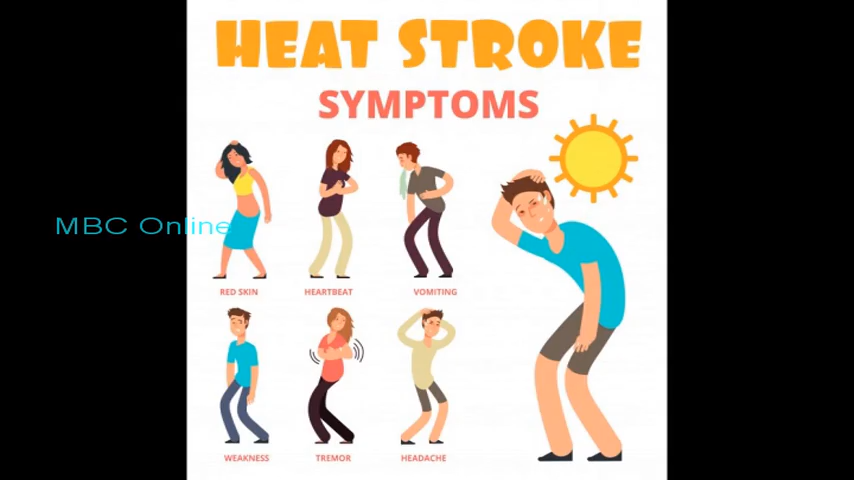 HEAT STROKE
SYMPTOMS
MBC Online
RED SKIN
HEARTBEAT
VOMITING
WEAKNESS
TREMOR
HEADACHE